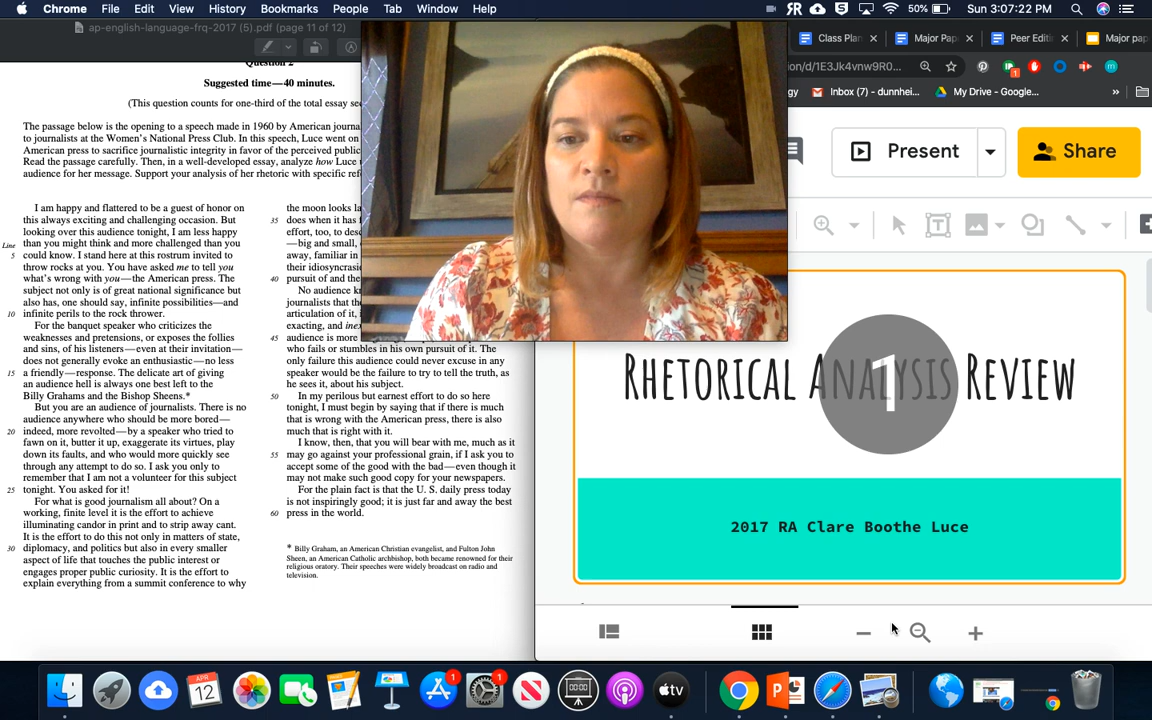 Chrome File Edit View History Bookmarks People Tab Window Help 50% Sun 3:07:22 PM
ap-english-language-frq-2017 (5).pdf (page 11 of 12)
Class Plan Major Pape Peer Editi Major pap
ion/d/1E3Jk4vnw9R0...
gy Inbox (7) - dunnhei... My Drive - Google... »
Present Share
Question 2
Suggested time—40 minutes.
(This question counts for one-third of the total essay sec
The passage below is the opening to a speech made in 1960 by American journa
to journalists at the Women's National Press Club. In this speech, Luce went on
American press to sacrifice journalistic integrity in favor of the perceived public
Read the passage carefully. Then, in a well-developed essay, analyze how Luce
audience for her message. Support your analysis of her rhetoric with specific ref
I am happy and flattered to be a guest of honor on
this always exciting and challenging occasion. But
looking over this audience tonight, I am less happy
Line than you might think and more challenged than you
5 could know. I stand here at this rostrum invited to
throw rocks at you. You have asked me to tell you
what's wrong with you—the American press. The
subject not only is of great national significance but
also has, one should say, infinite possibilities—and
10 infinite perils to the rock thrower.
For the banquet speaker who criticizes the
weaknesses and pretensions, or exposes the follies
and sins, of his listeners—even at their invitation—
does not generally evoke an enthusiastic—no less
15 a friendly—response. The delicate art of giving
an audience hell is always one best left to the
Billy Grahams and the Bishop Sheens.*
But you are an audience of journalists. There is no
audience anywhere who should be more bored—
20 indeed, more revolted—by a speaker who tried to
fawn on it, butter it up, exaggerate its virtues, play
down its faults, and who would more quickly see
through any attempt to do so. I ask you only to
remember that I am not a volunteer for this subject
25 tonight. You asked for it!
For what is good journalism all about? On a
working, finite level it is the effort to achieve
illuminating candor in print and to strip away cant.
It is the effort to do this not only in matters of state,
30 diplomacy, and politics but also in every smaller
aspect of life that touches the public interest or
engages proper public curiosity. It is the effort to
explain everything from a summit conference to why
the moon looks la
35 does when it has
effort, too, to desc
—big and small,
away, familiar in
their idiosyncrasie
40 pursuit of and the
No audience k
journalists that th
articulation of it, i
exacting, and inex
45 audience is more
who fails or stumbles in his own pursuit of it. The
only failure this audience could never excuse in any
speaker would be the failure to try to tell the truth, as
he sees it, about his subject.
50 In my perilous but earnest effort to do so here
tonight, I must begin by saying that if there is much
that is wrong with the American press, there is also
much that is right with it.
I know, then, that you will bear with me, much as it
55 may go against your professional grain, if I ask you to
accept some of the good with the bad—even though it
may not make such good copy for your newspapers.
For the plain fact is that the U. S. daily press today
is not inspiringly good; it is just far and away the best
60 press in the world.
* Billy Graham, an American Christian evangelist, and Fulton John
Sheen, an American Catholic archbishop, both became renowned for their
religious oratory. Their speeches were widely broadcast on radio and
television.
Rhetorical Analysis Review
1
2017 RA Clare Boothe Luce
APR
12
1
1
tv